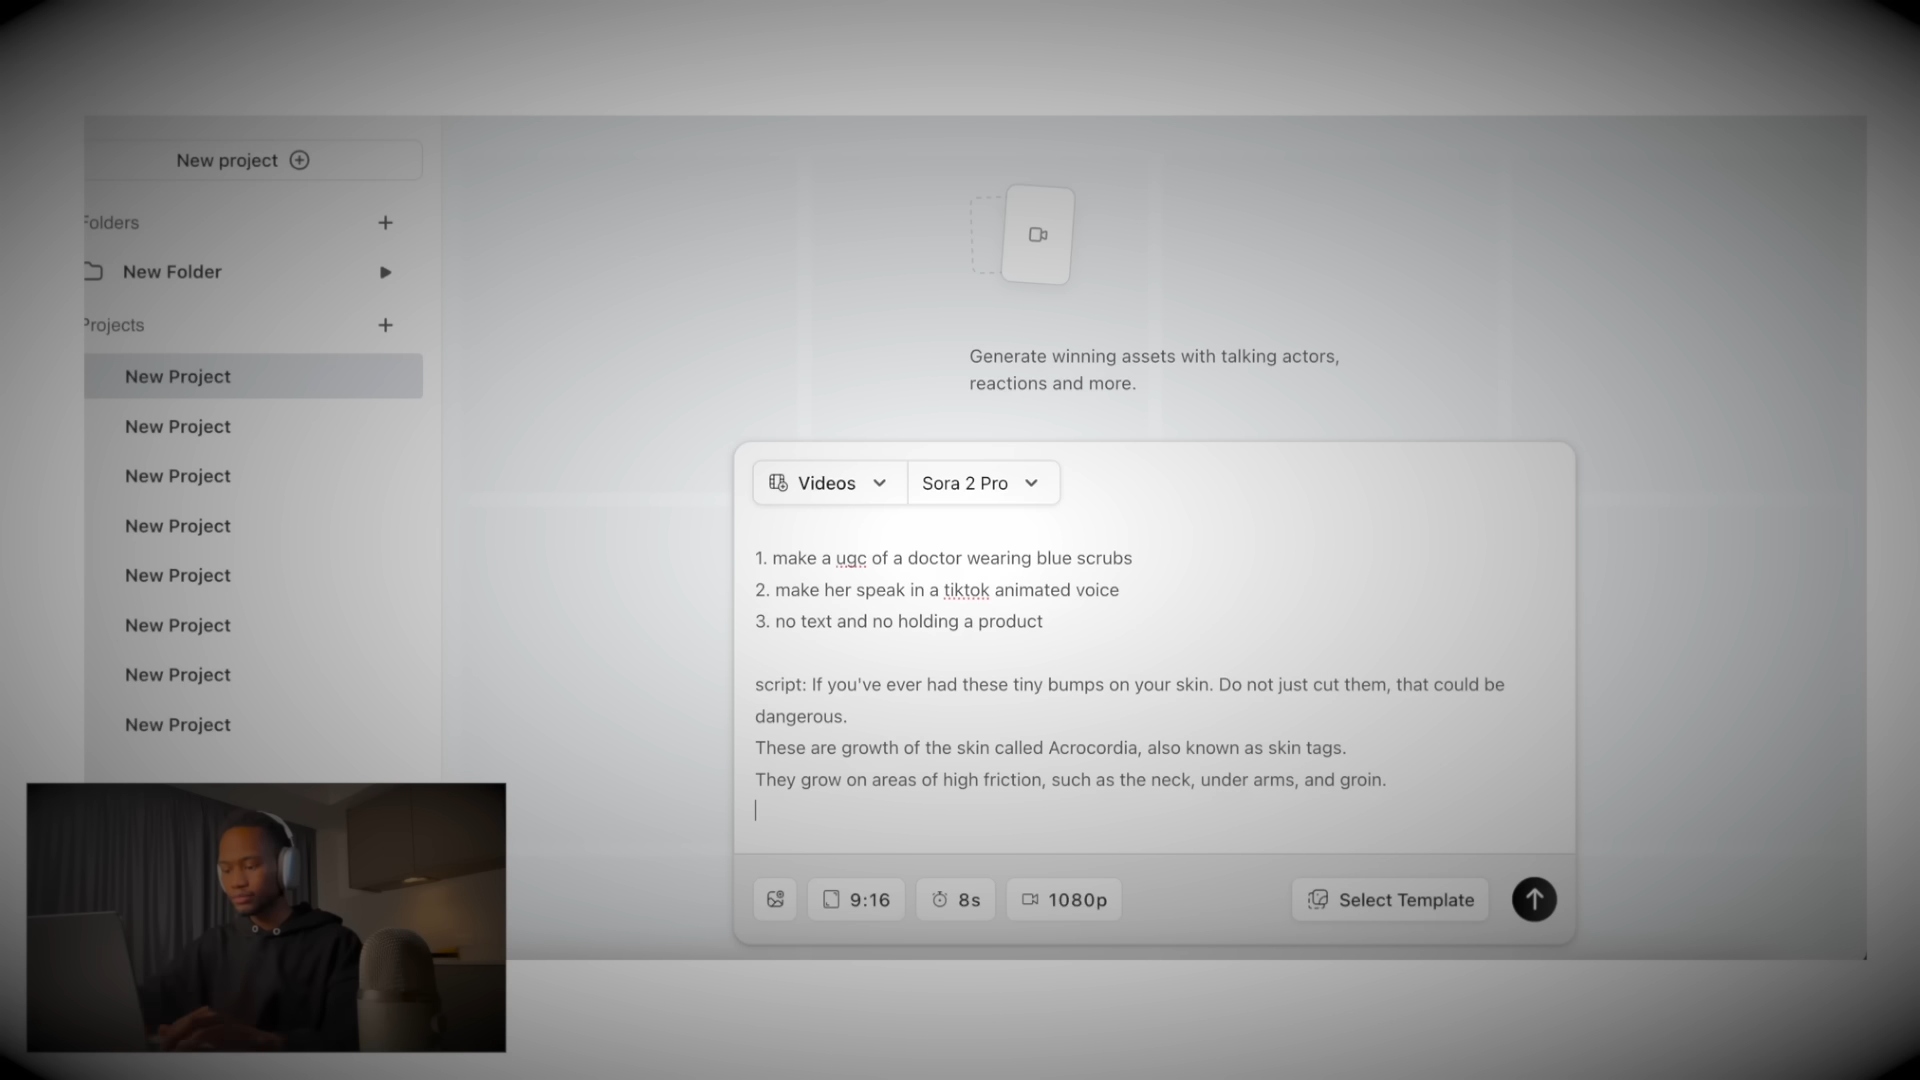 New project
Folders
New Folder
Projects
New Project
New Project
New Project
New Project
New Project
New Project
New Project
New Project
Generate winning assets with talking actors,
reactions and more.
Videos
Sora 2 Pro
1. make a ugc of a doctor wearing blue scrubs
2. make her speak in a tiktok animated voice
3. no text and no holding a product
script: If you've ever had these tiny bumps on your skin. Do not just cut them, that could be
dangerous.
These are growth of the skin called Acrocordia, also known as skin tags.
They grow on areas of high friction, such as the neck, under arms, and groin.
9:16
8s
1080p
Select Template